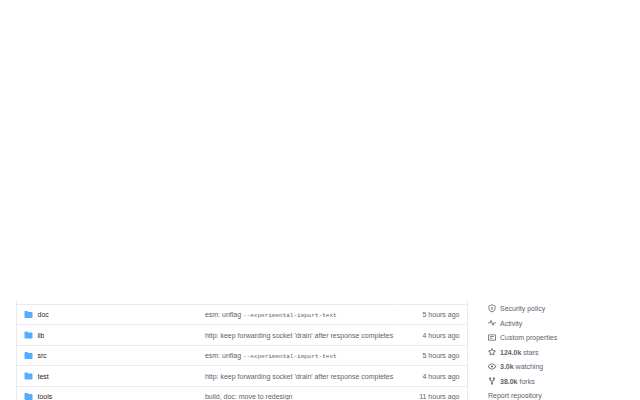 doc esm: unflag --experimental-import-text 5 hours ago
lib http: keep forwarding socket 'drain' after response completes 4 hours ago
src esm: unflag --experimental-import-text 5 hours ago
test http: keep forwarding socket 'drain' after response completes 4 hours ago
tools build, doc: move to redesign 11 hours ago
Security policy
Activity
Custom properties
124.0k stars
3.0k watching
38.0k forks
Report repository